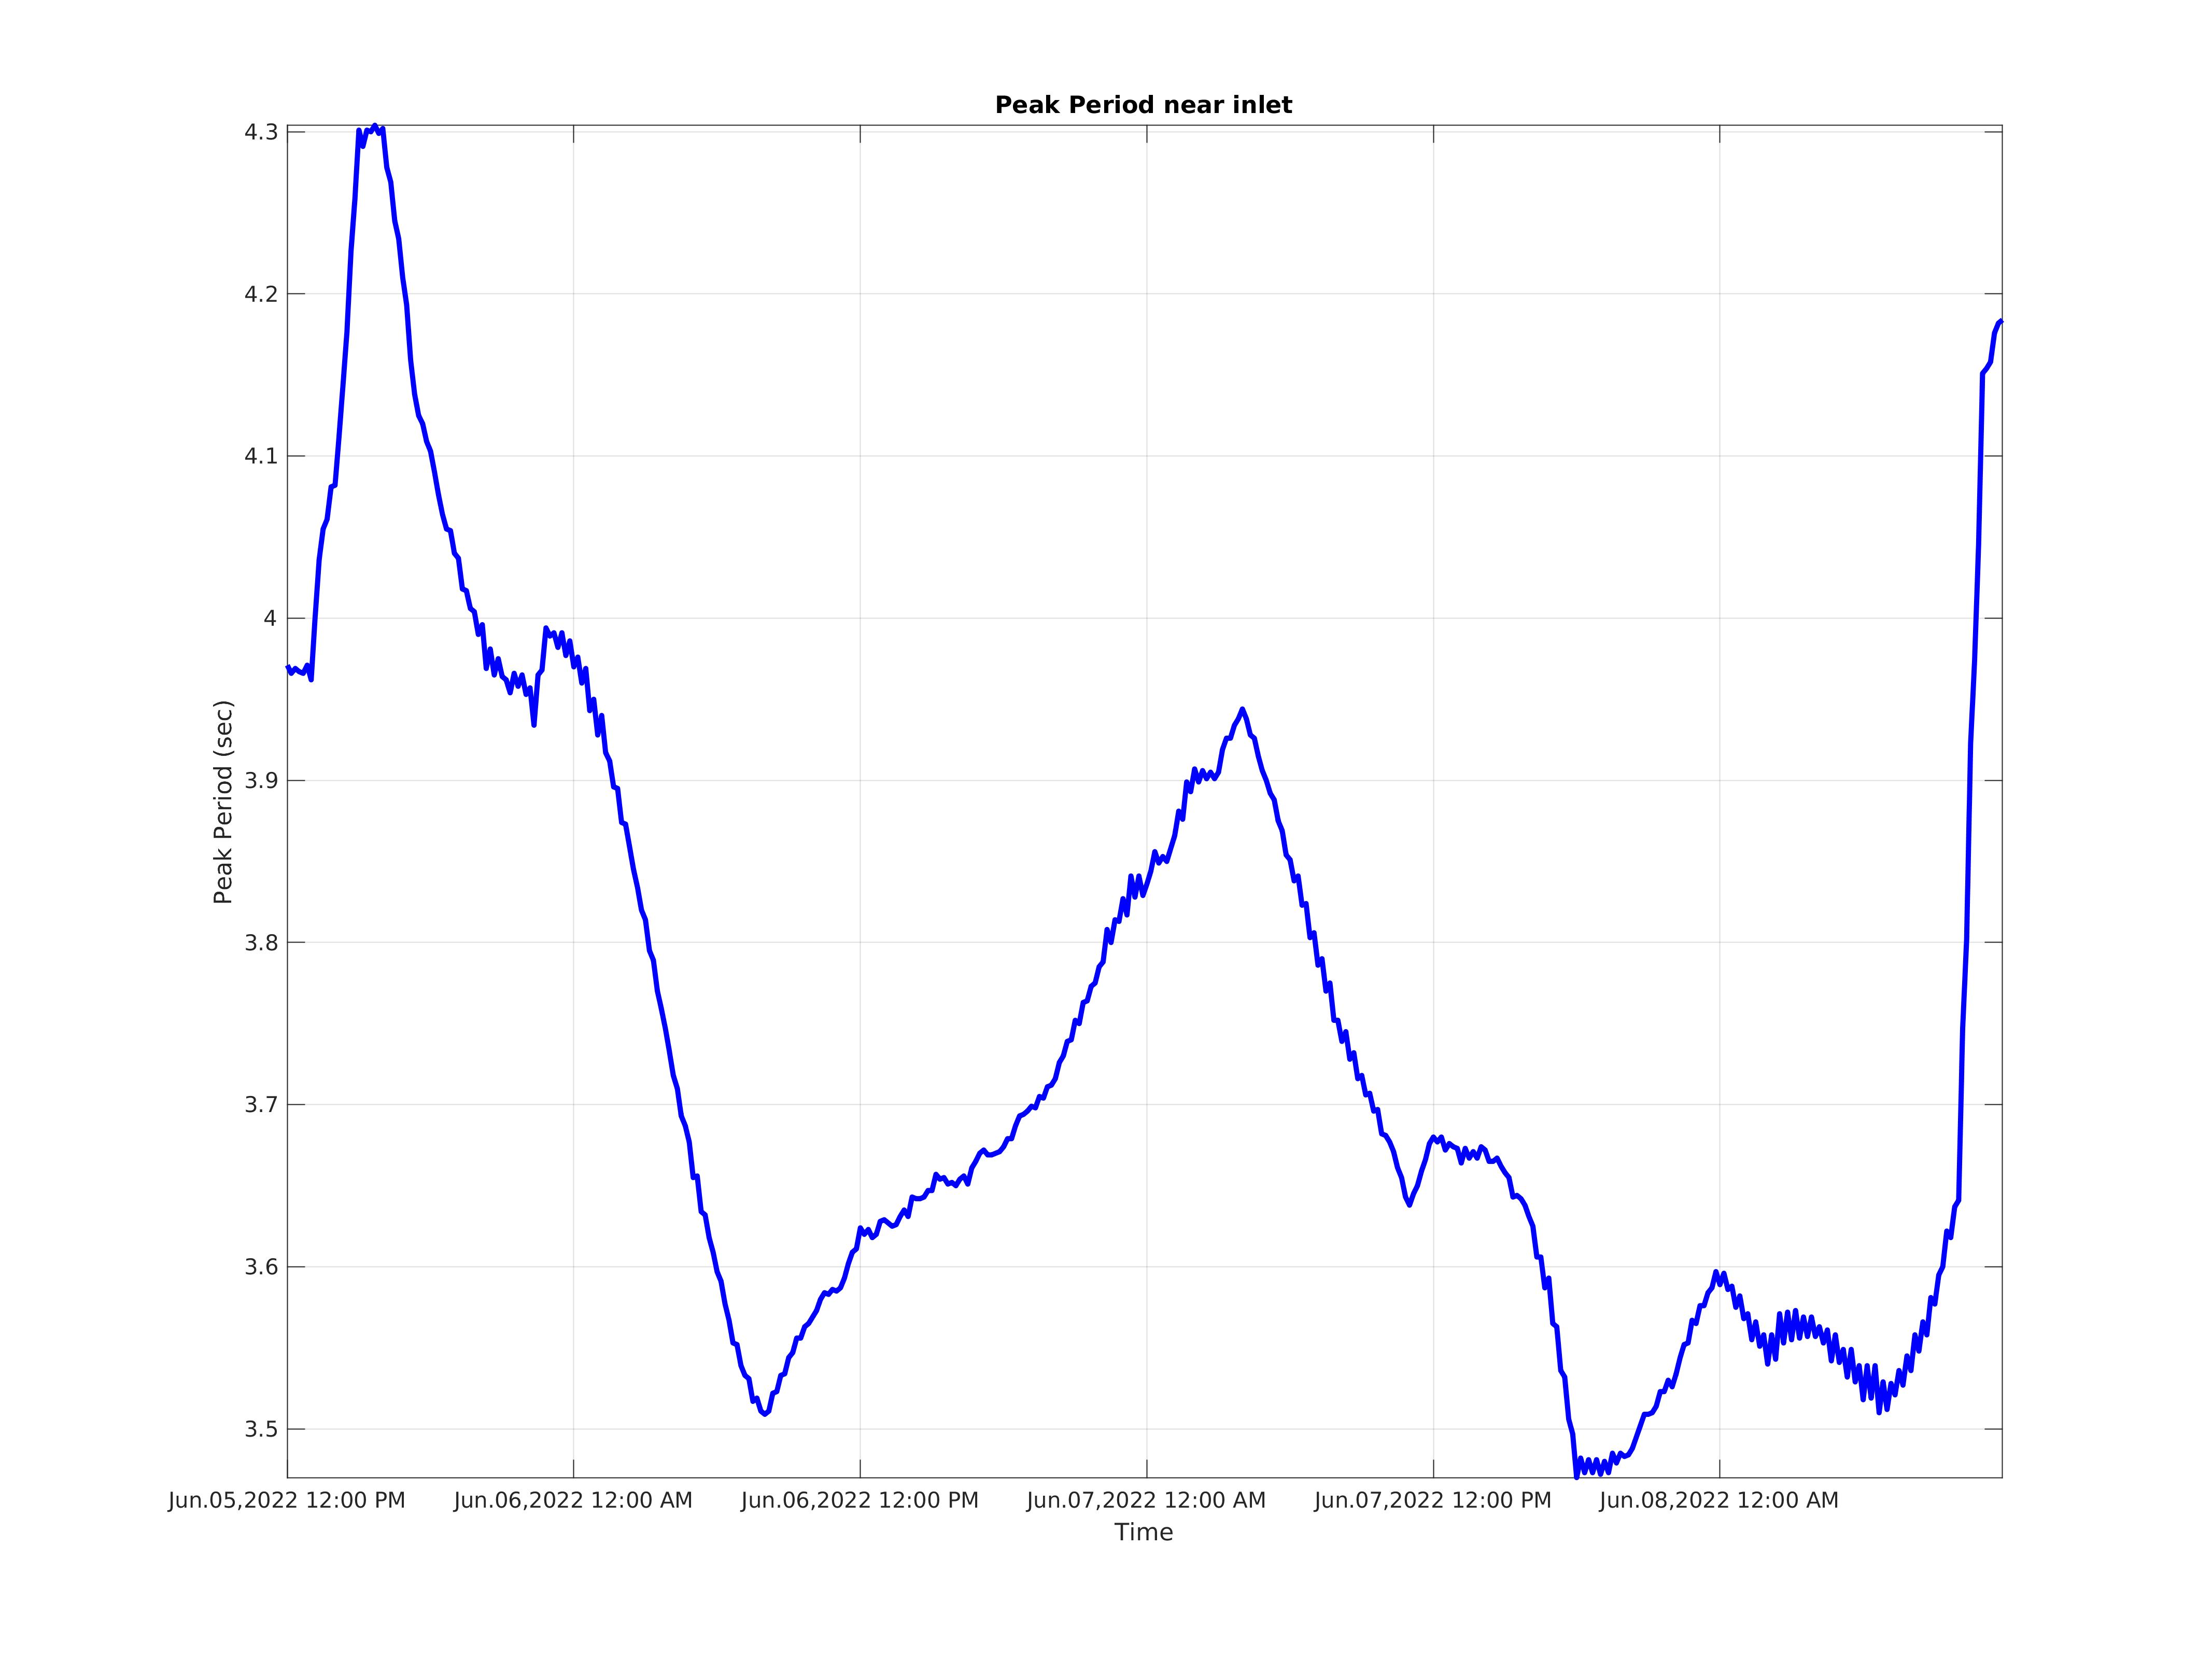 Peak Period near inlet
4.3
4.2
4.1
4
3.9
3.8
3.7
3.6
3.5
Peak Period (sec)
Jun.05,2022 12:00 PM
Jun.06,2022 12:00 AM
Jun.06,2022 12:00 PM
Jun.07,2022 12:00 AM
Jun.07,2022 12:00 PM
Jun.08,2022 12:00 AM
Time